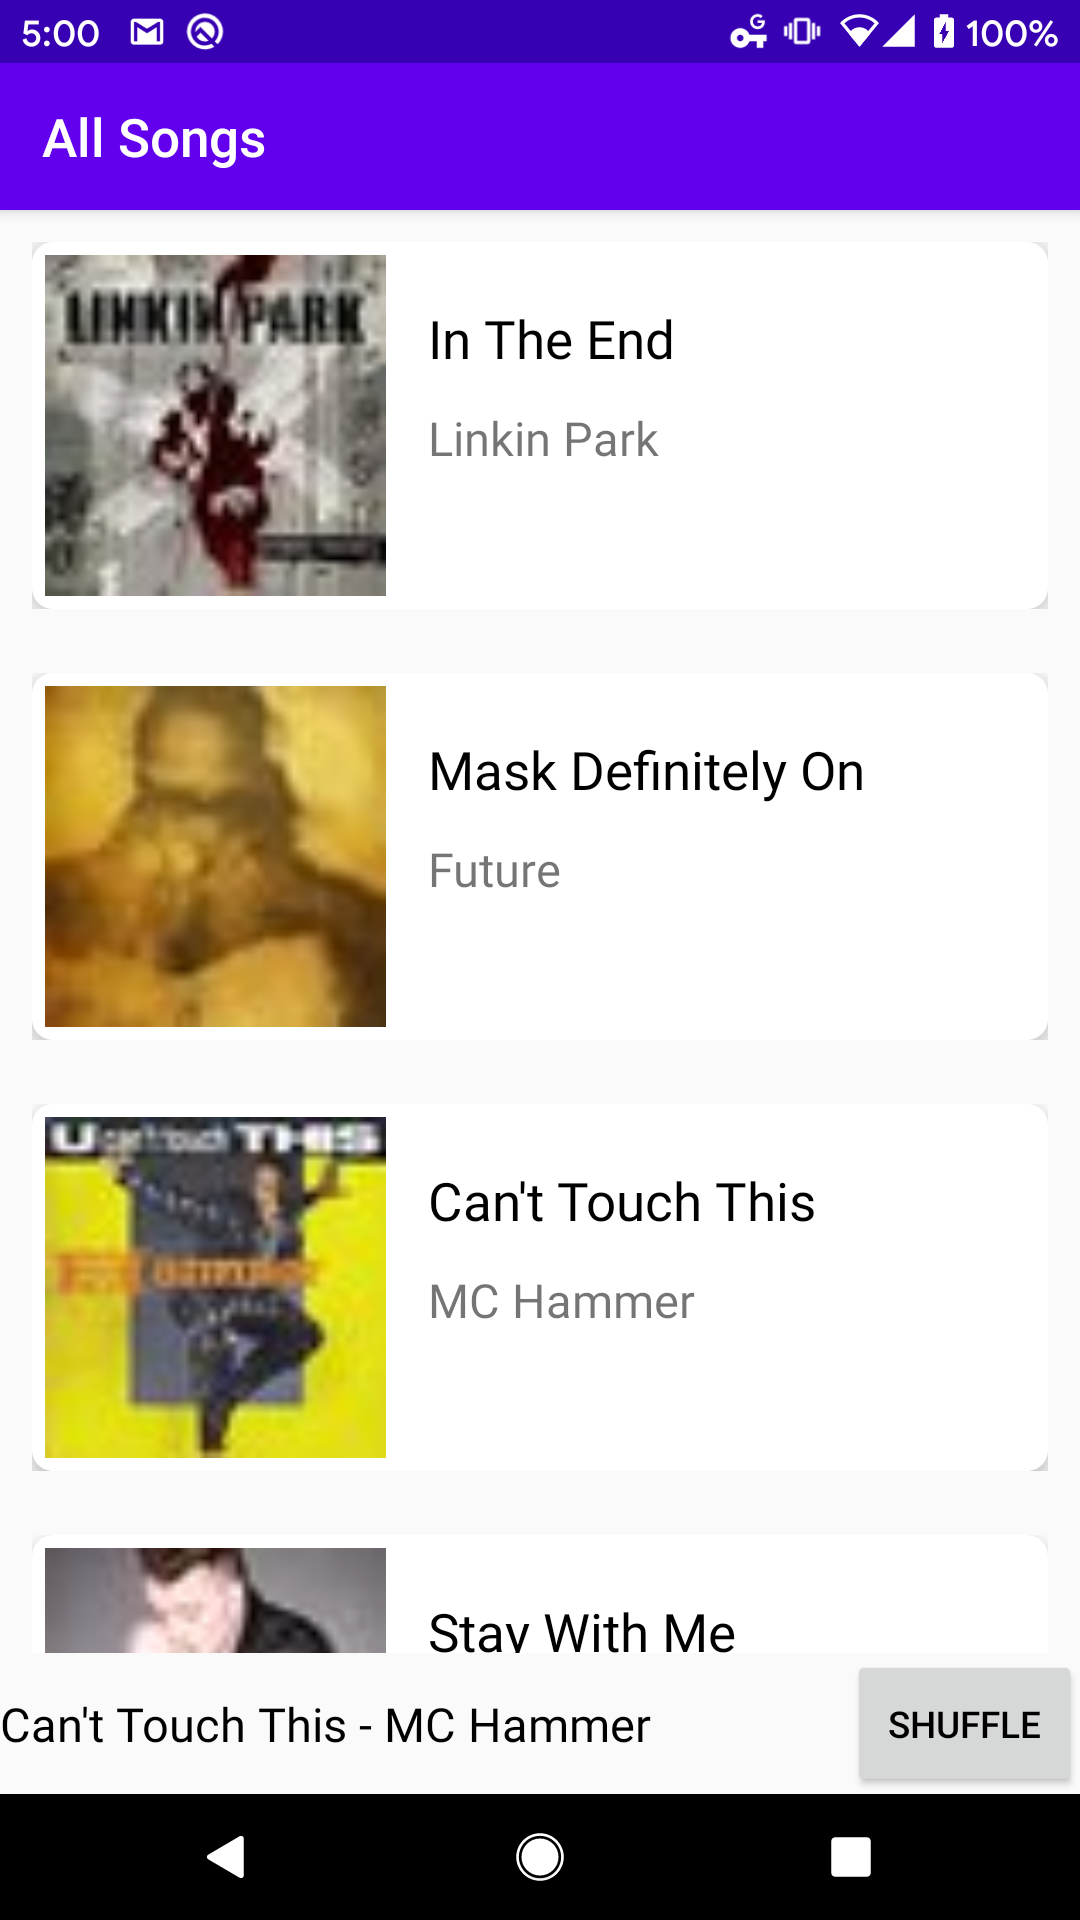 5:00 G 100%
All Songs
LINKIN PARK
In The End
Linkin Park
Mask Definitely On
Future
U can't touch THIS
Can't Touch This
MC Hammer
Stay With Me
Can't Touch This - MC Hammer
SHUFFLE